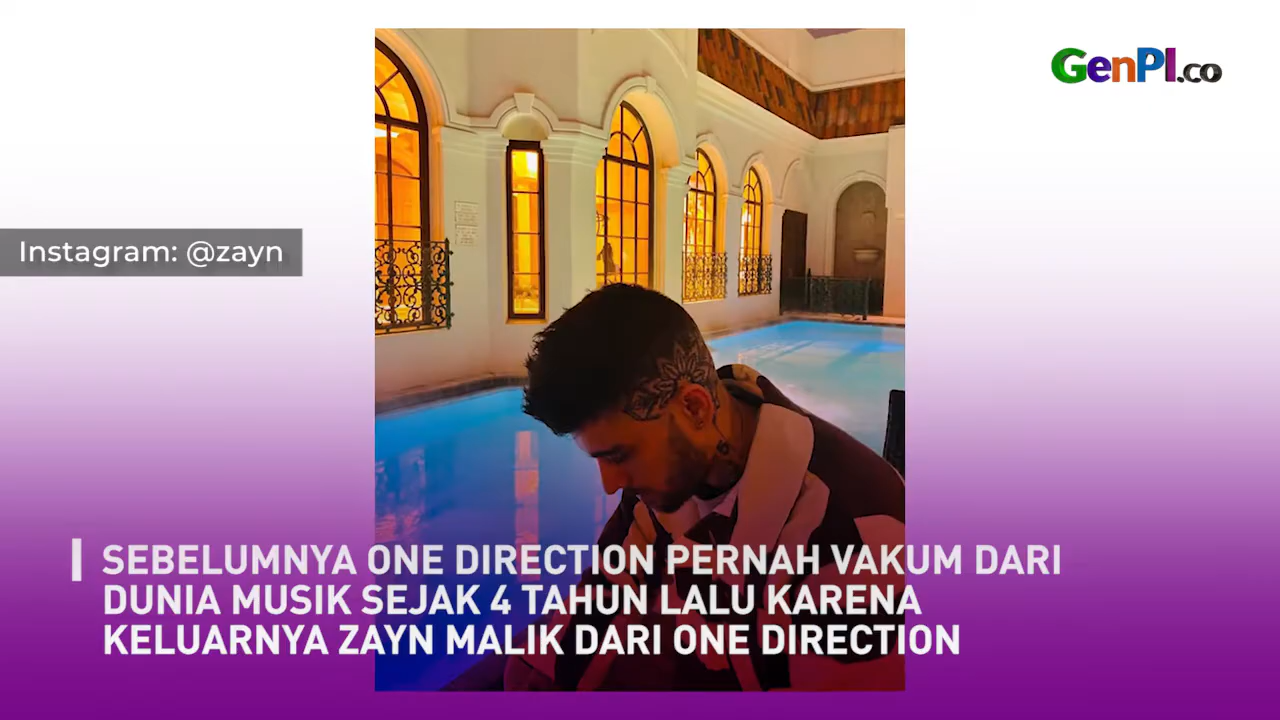 GenPI.co
Instagram: @zayn
SEBELUMNYA ONE DIRECTION PERNAH VAKUM DARI
DUNIA MUSIK SEJAK 4 TAHUN LALU KARENA
KELUARNYA ZAYN MALIK DARI ONE DIRECTION